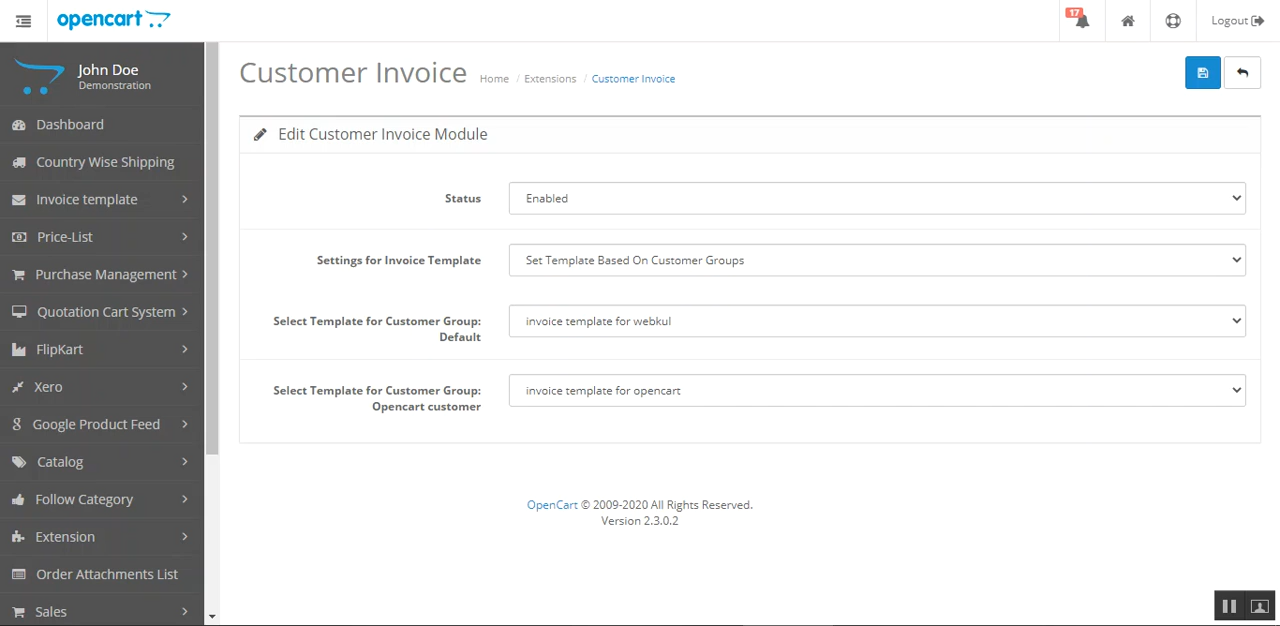 opencart
17
Logout
John Doe
Demonstration
Dashboard
Country Wise Shipping
Invoice template
Price-List
Purchase Management
Quotation Cart System
FlipKart
Xero
Google Product Feed
Catalog
Follow Category
Extension
Order Attachments List
Sales
Customer Invoice
Home / Extensions / Customer Invoice
Edit Customer Invoice Module
Status
Enabled
Settings for Invoice Template
Set Template Based On Customer Groups
Select Template for Customer Group:
Default
invoice template for webkul
Select Template for Customer Group:
Opencart customer
invoice template for opencart
OpenCart © 2009-2020 All Rights Reserved.
Version 2.3.0.2